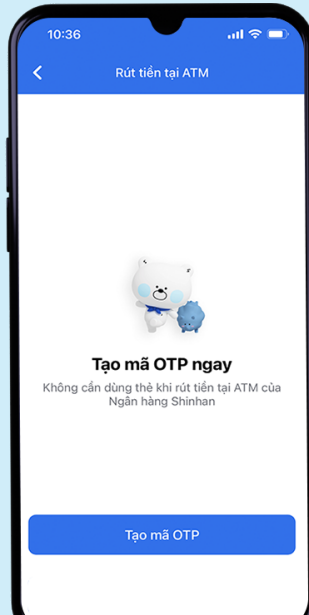 10:36
Rút tiền tại ATM
Tạo mã OTP ngay
Không cần dùng thẻ khi rút tiền tại ATM của
Ngân hàng Shinhan
Tạo mã OTP